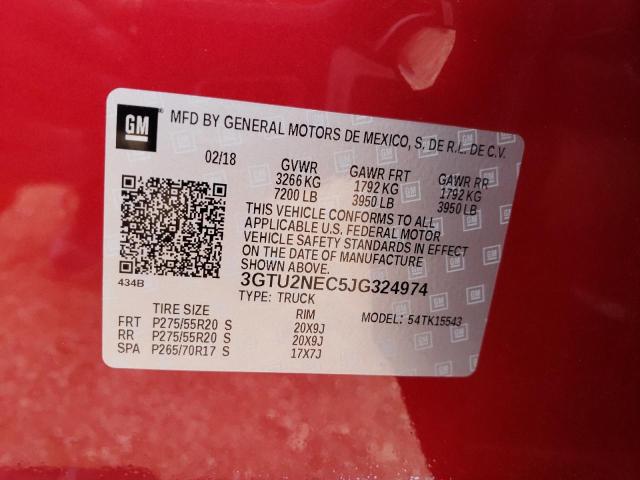 GM
MFD BY GENERAL MOTORS DE MEXICO, S. DE R.L. DE C.V.
02/18 GVWR GAWR FRT GAWR RR
3266 KG 1792 KG 1792 KG
7200 LB 3950 LB 3950 LB
THIS VEHICLE CONFORMS TO ALL
APPLICABLE U.S. FEDERAL MOTOR
VEHICLE SAFETY STANDARDS IN EFFECT
ON THE DATE OF MANUFACTURE
SHOWN ABOVE.
434B 3GTU2NEC5JG324974
TYPE: TRUCK
TIRE SIZE RIM MODEL: 54TK15543
FRT P275/55R20 S 20X9J
RR P275/55R20 S 20X9J
SPA P265/70R17 S 17X7J